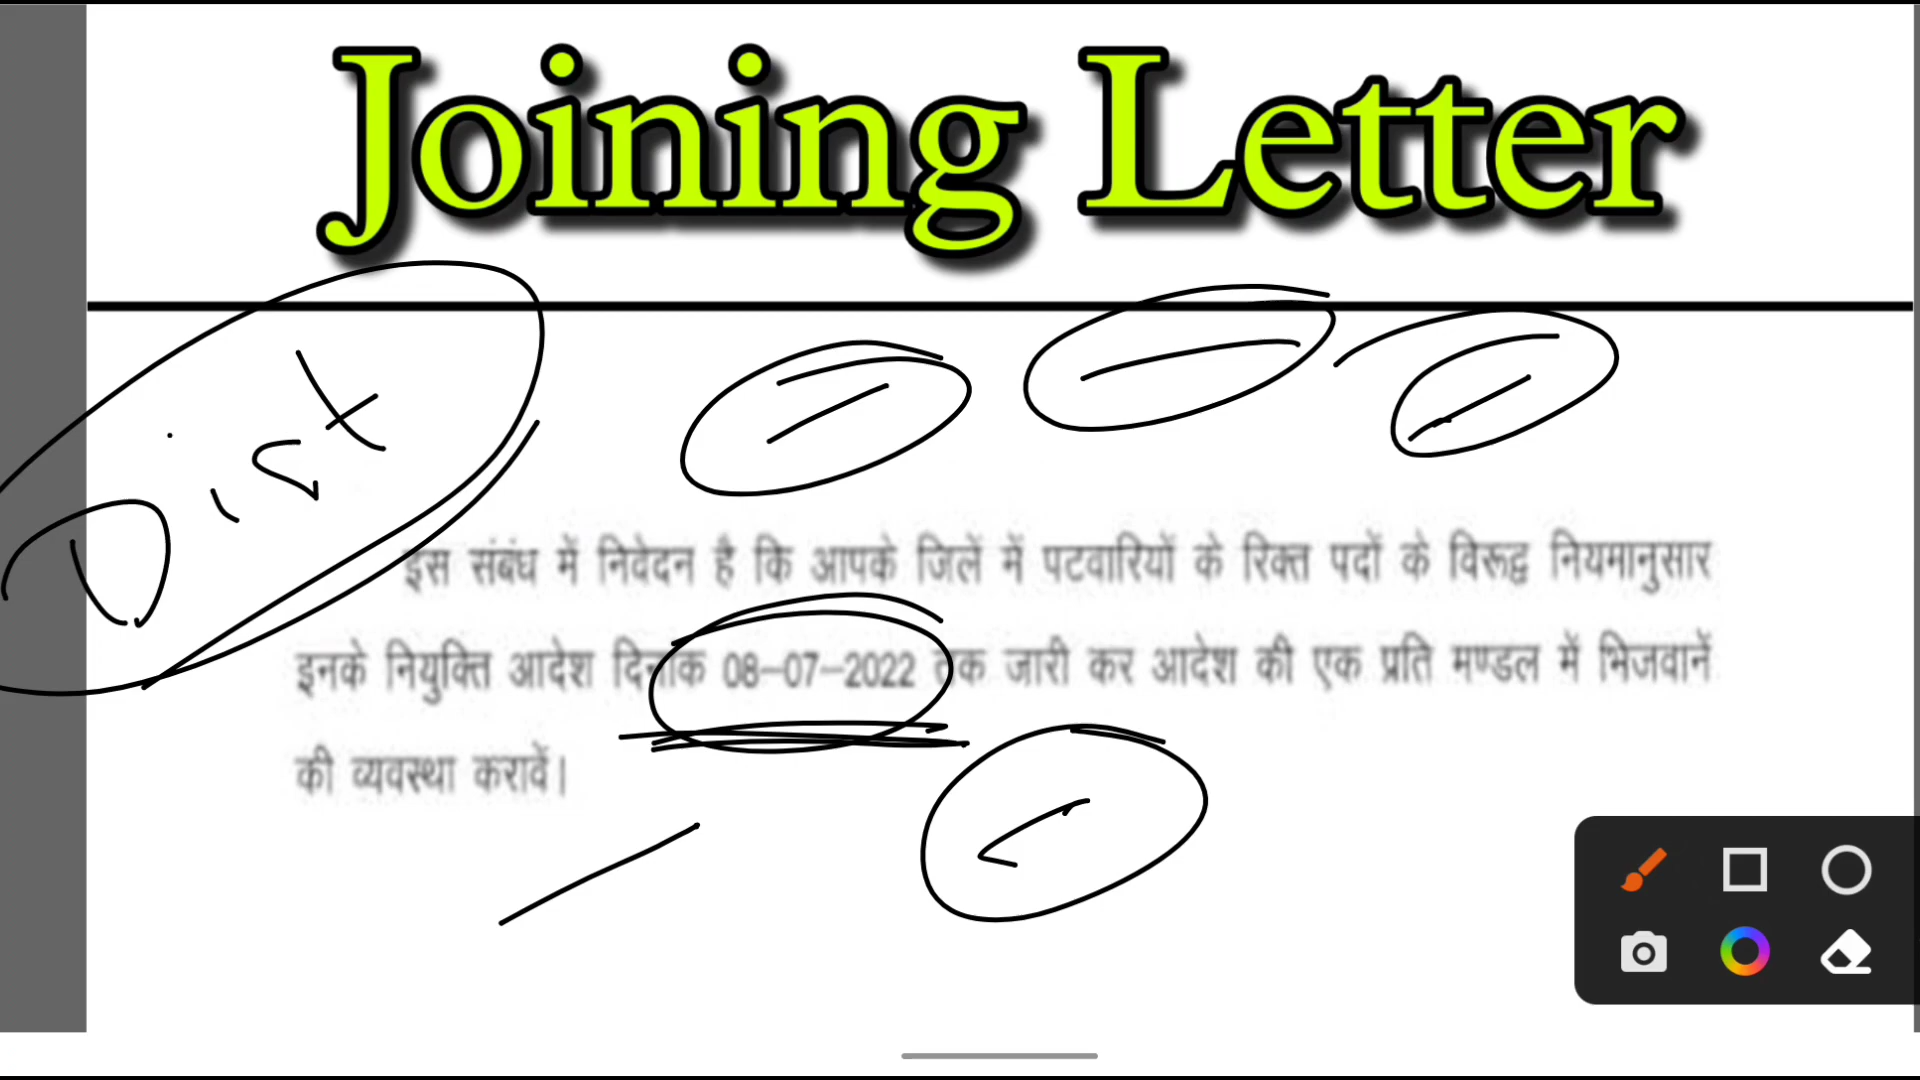 Joining Letter
Dist
इस संबंध में निवेदन है कि आपके जिलें में पटवारियों के रिक्त पदों के विरूद्व नियमानुसार
इनके नियुक्ति आदेश दिनांक 08-07-2022 तक जारी कर आदेश की एक प्रति मण्डल में भिजवानें
की व्यवस्था करावें।